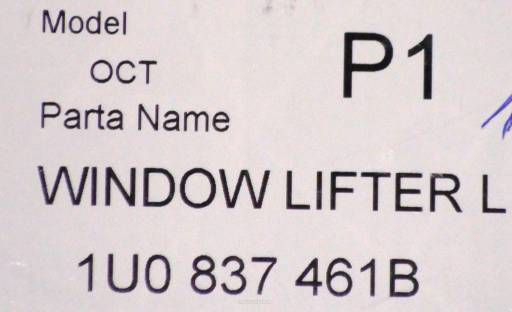 Model
P1
OCT
Parta Name
WINDOW LIFTER L
1U0 837 461B